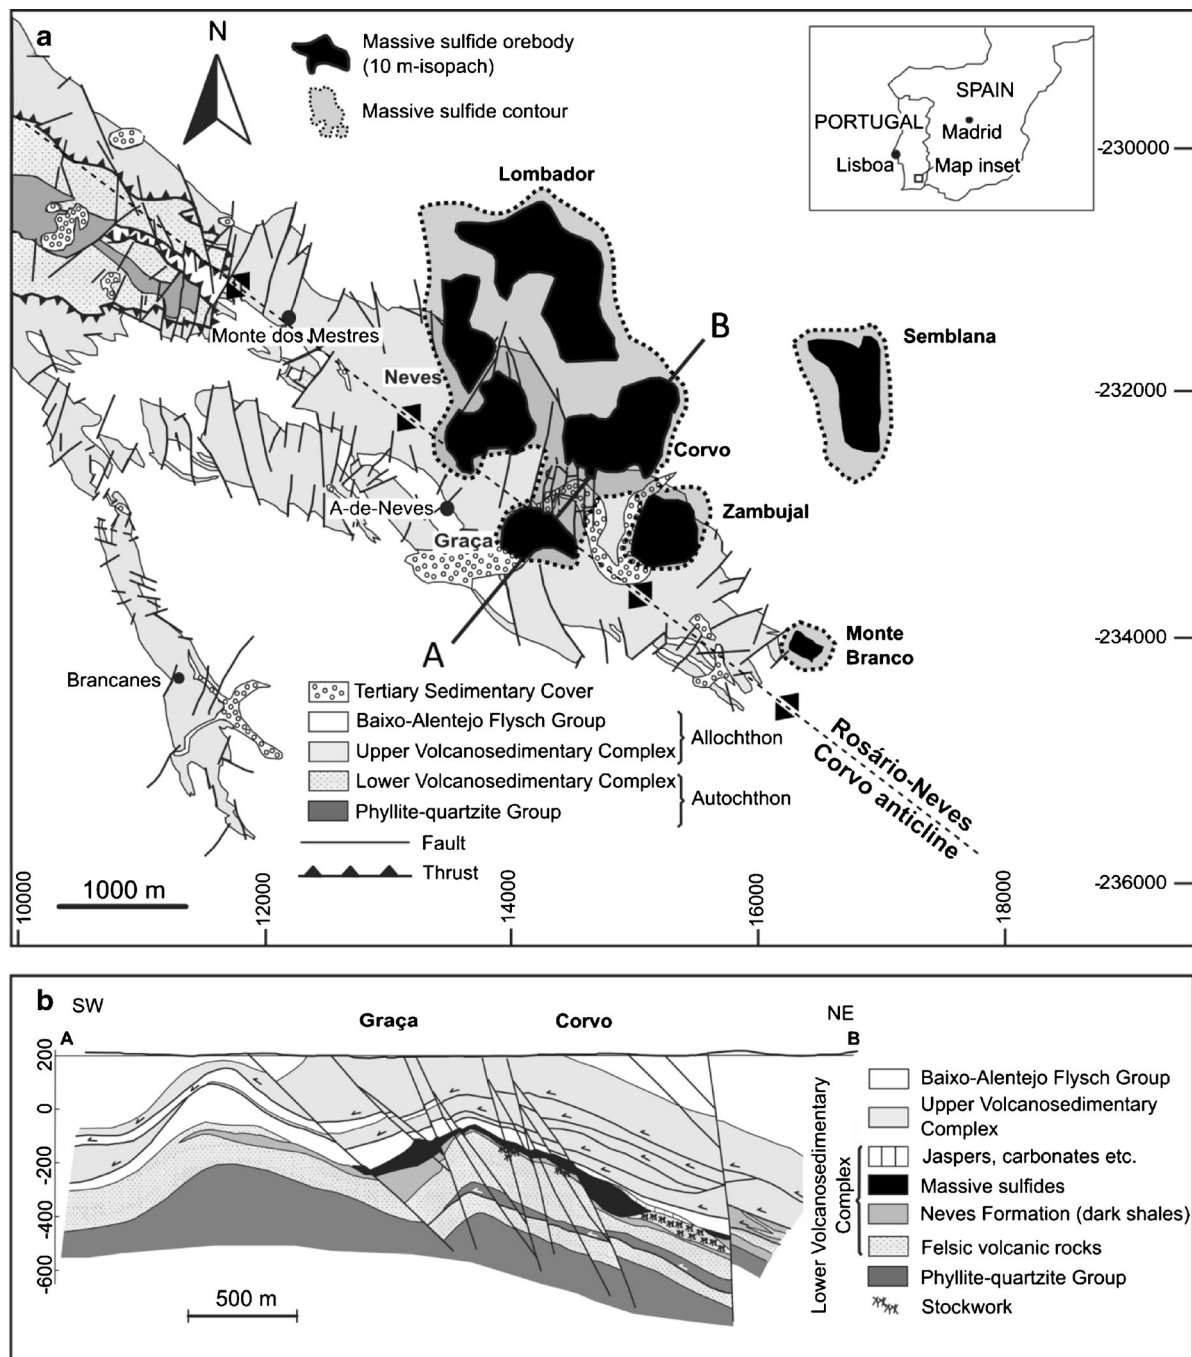 a
N
Massive sulfide orebody
(10 m-isopach)
Massive sulfide contour
SPAIN
PORTUGAL
Madrid
Lisboa
Map inset
-230000
Lombador
B
Monte dos Mestres
Semblana
Neves
-232000
Corvo
A-de-Neves
Zambujal
Graça
Monte
Branco
-234000
A
Brancanes
Tertiary Sedimentary Cover
Baixo-Alentejo Flysch Group
Upper Volcanosedimentary Complex
Allochthon
Lower Volcanosedimentary Complex
Autochthon
Phyllite-quartzite Group
Fault
Thrust
Rosário-Neves
Corvo anticline
1000 m
-236000
10000
12000
14000
16000
18000
b
SW
Graça
Corvo
NE
A
B
200
0
-200
-400
-600
500 m
Lower Volcanosedimentary
Complex
Baixo-Alentejo Flysch Group
Upper Volcanosedimentary
Complex
Jaspers, carbonates etc.
Massive sulfides
Neves Formation (dark shales)
Felsic volcanic rocks
Phyllite-quartzite Group
Stockwork